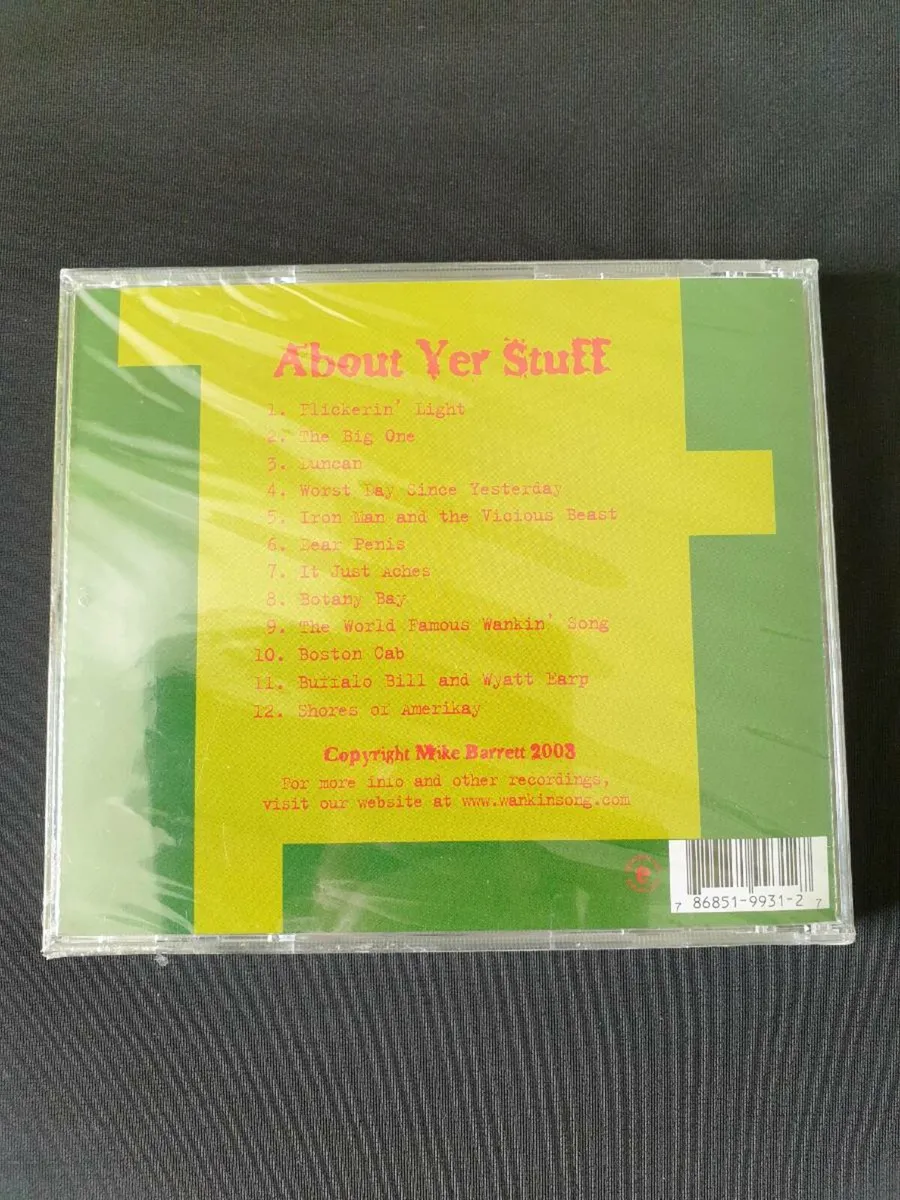 About Yer Stuff
1. Flickerin' Light
2. The Big One
3. Duncan
4. Worst Day Since Yesterday
5. Iron Man and the Vicious Beast
6. Dear Penis
7. It Just Aches
8. Botany Bay
9. The World Famous Wankin' Song
10. Boston Cab
11. Buffalo Bill and Wyatt Earp
12. Shores of Amerikay
Copyright Mike Barrett 2003
For more info and other recordings,
visit our website at www.wankinsong.com
7 86851-9931-2 7